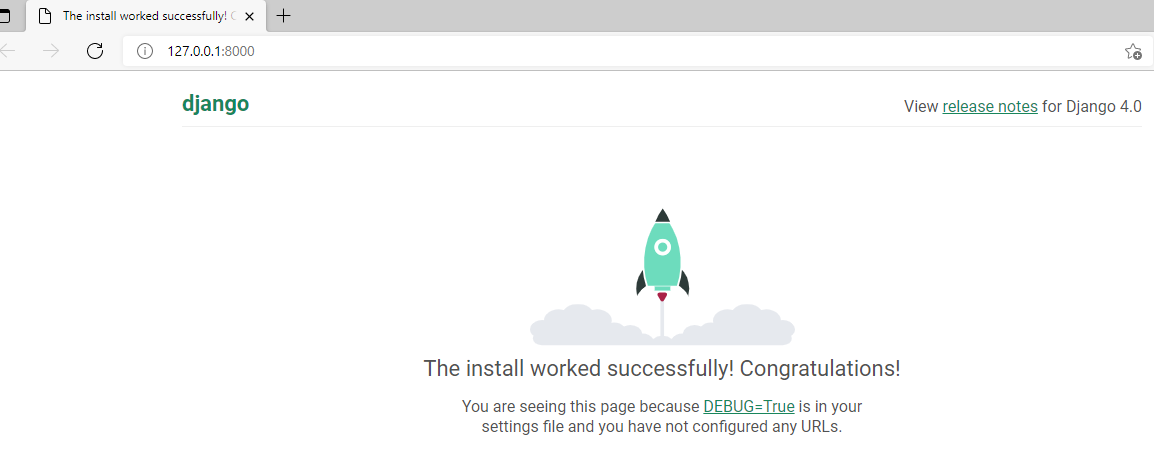 The install worked successfully!
127.0.0.1:8000
django
View release notes for Django 4.0
The install worked successfully! Congratulations!
You are seeing this page because DEBUG=True is in your
settings file and you have not configured any URLs.